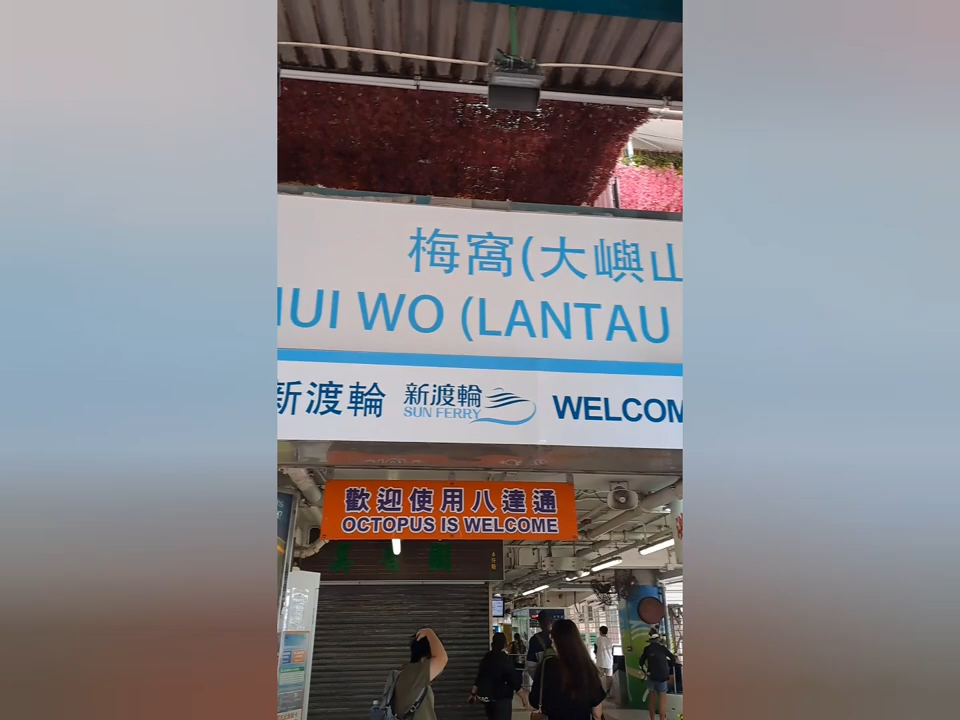 梅窩(大嶼山
IUI WO (LANTAU
新渡輪
新渡輪
SUN FERRY
WELCOM
歡迎使用八達通
OCTOPUS IS WELCOME